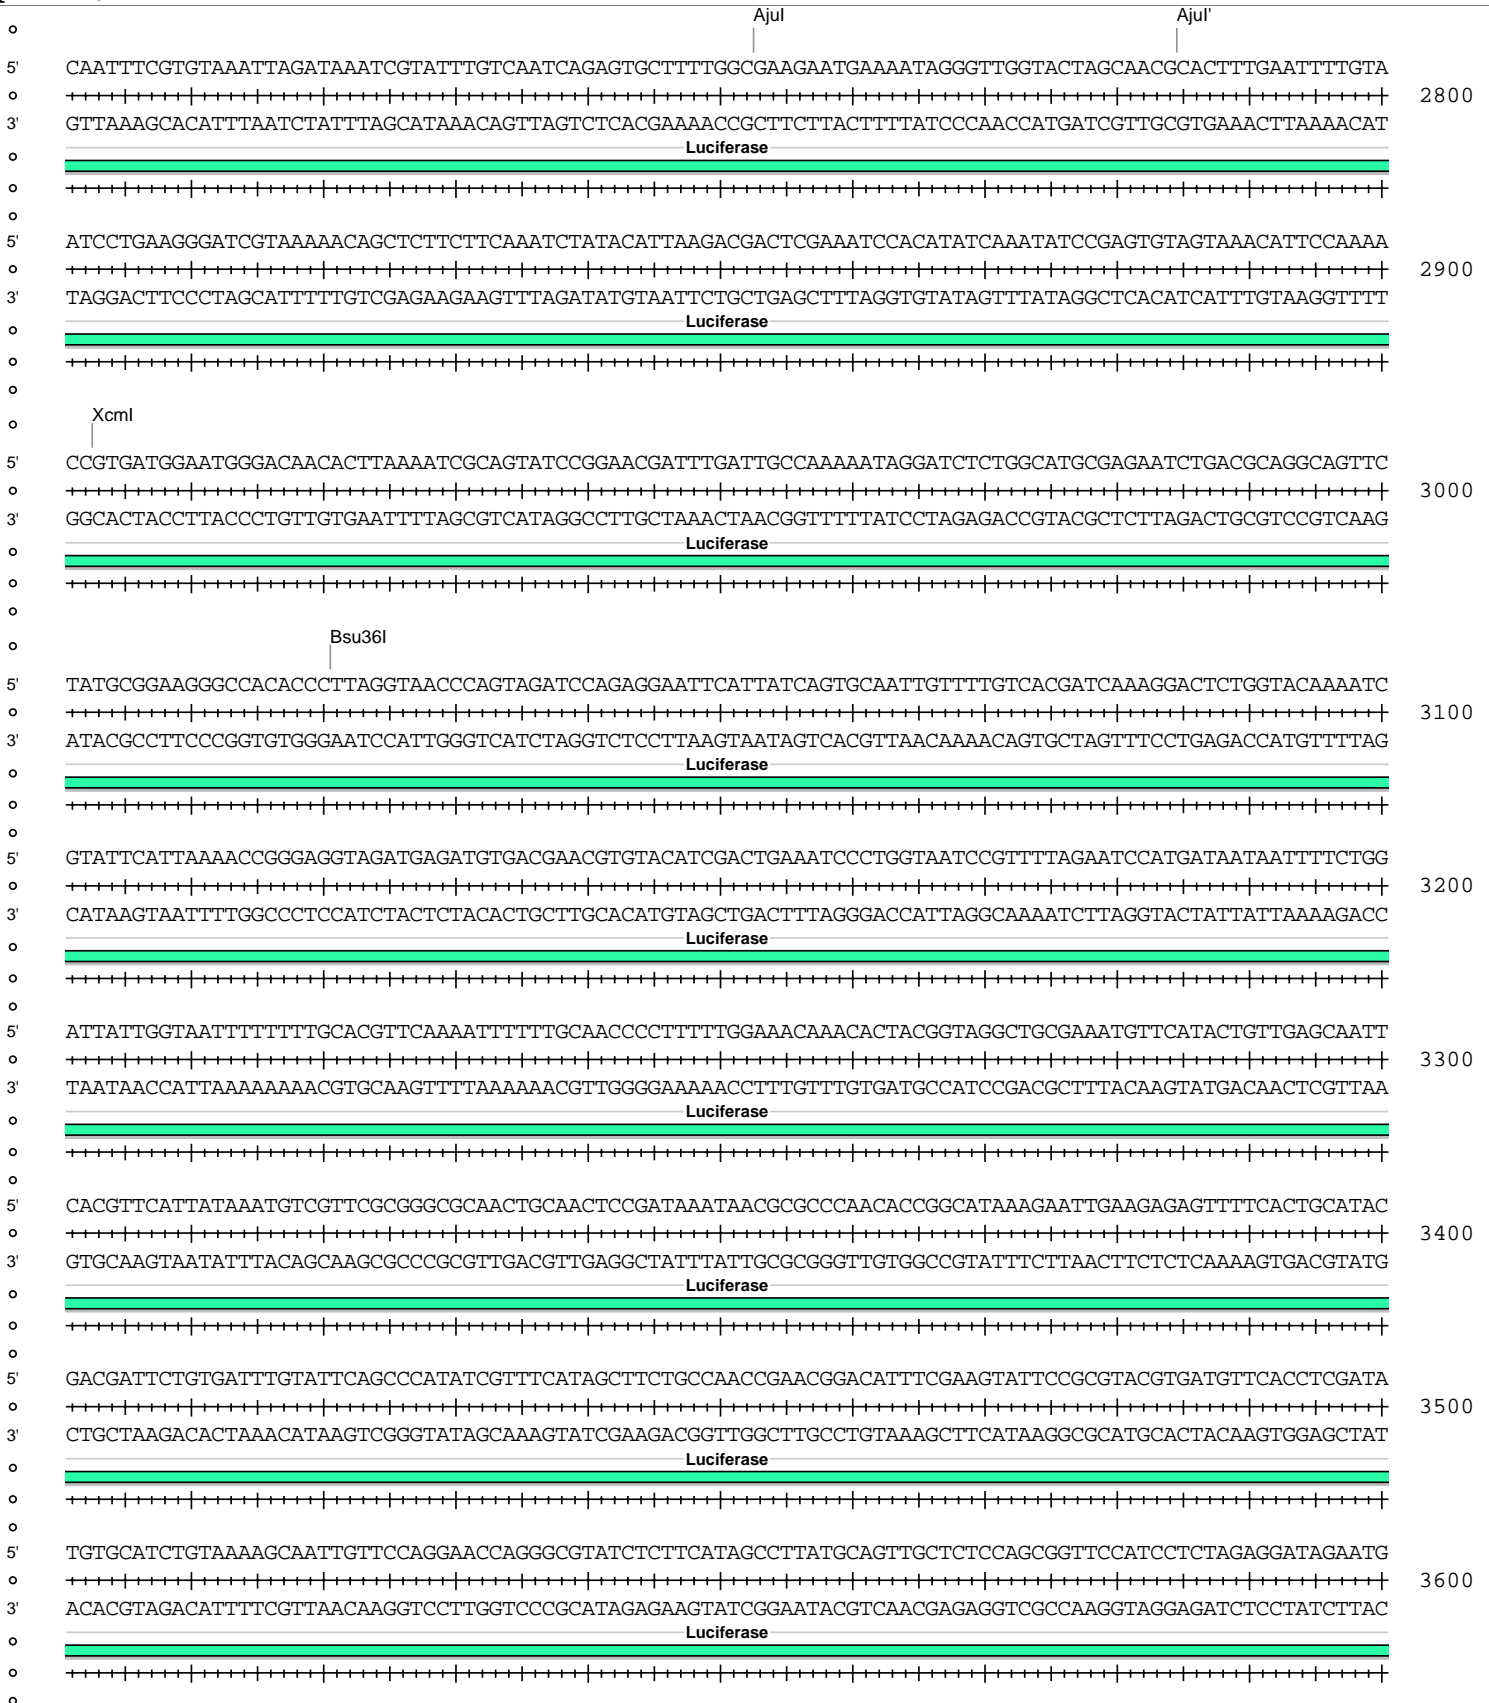 AjuI AjuI'
5' CAATTTCGTGTAAATTAGATAAATCGTATTTGTCAATCAGAGTGCTTTTGGCGAAGAATGAAAATAGGGTTGGTACTAGCAACGCACTTTGAATTTTGTA
2800
3' GTTAAAGCACATTTAATCTATTTAGCATAAACAGTTAGTCTCACGAAAACCGCTTCTTACTTTTATCCCAACCATGATCGTTGCGTGAAACTTAAAACAT
Luciferase
5' ATCCTGAAGGGATCGTAAAAACAGCTCTTCTTCAAATCTATACATTAAGACGACTCGAAATCCACATATCAAATATCCGAGTGTAGTAAACATTCCAAAA
2900
3' TAGGACTTCCCTAGCATTTTTGTCGAGAAGAAGTTTAGATATGTAATTCTGCTGAGCTTTAGGTGTATAGTTTATAGGCTCACATCATTTGTAAGGTTTT
Luciferase
XcmI
5' CCGTGATGGAATGGGACAACACTTAAAATCGCAGTATCCGGAACGATTTGATTGCCAAAAATAGGATCTCTGGCATGCGAGAATCTGACGCAGGCAGTTC
3000
3' GGCACTACCTTACCCTGTTGTGAATTTTAGCGTCATAGGCCTTGCTAAACTAACGGTTTTTATCCTAGAGACCGTACGCTCTTAGACTGCGTCCGTCAAG
Luciferase
Bsu36I
5' TATGCGGAAGGGCCACACCCTTAGGTAACCCAGTAGATCCAGAGGAATTCATTATCAGTGCAATTGTTTTGTCACGATCAAAGGACTCTGGTACAAAATC
3100
3' ATACGCCTTCCCGGTGTGGGAATCCATTGGGTCATCTAGGTCTCCTTAAGTAATAGTCACGTTAACAAAACAGTGCTAGTTTCCTGAGACCATGTTTTAG
Luciferase
5' GTATTCATTAAAACCGGGAGGTAGATGAGATGTGACGAACGTGTACATCGACTGAAATCCCTGGTAATCCGTTTTAGAATCCATGATAATAATTTTCTGG
3200
3' CATAAGTAATTTTGGCCCTCCATCTACTCTACACTGCTTGCACATGTAGCTGACTTTAGGGACCATTAGGCAAAATCTTAGGTACTATTATTAAAAGACC
Luciferase
5' ATTATTGGTAATTTTTTTTGCACGTTCAAAATTTTTTGCAACCCCTTTTTGGAAACAAACACTACGGTAGGCTGCGAAATGTTCATACTGTTGAGCAATT
3300
3' TAATAACCATTAAAAAAAACGTGCAAGTTTTAAAAAACGTTGGGGAAAAACCTTTGTTTGTGATGCCATCCGACGCTTTACAAGTATGACAACTCGTTAA
Luciferase
5' CACGTTCATTATAAATGTCGTTCGCGGGCGCAACTGCAACTCCGATAAATAACGCGCCCAACACCGGCATAAAGAATTGAAGAGAGTTTTCACTGCATAC
3400
3' GTGCAAGTAATATTTACAGCAAGCGCCCGCGTTGACGTTGAGGCTATTTATTGCGCGGGTTGTGGCCGTATTTCTTAACTTCTCTCAAAAGTGACGTATG
Luciferase
5' GACGATTCTGTGATTTGTATTCAGCCCATATCGTTTCATAGCTTCTGCCAACCGAACGGACATTTCGAAGTATTCCGCGTACGTGATGTTCACCTCGATA
3500
3' CTGCTAAGACACTAAACATAAGTCGGGTATAGCAAAGTATCGAAGACGGTTGGCTTGCCTGTAAAGCTTCATAAGGCGCATGCACTACAAGTGGAGCTAT
Luciferase
5' TGTGCATCTGTAAAAGCAATTGTTCCAGGAACCAGGGCGTATCTCTTCATAGCCTTATGCAGTTGCTCTCCAGCGGTTCCATCCTCTAGAGGATAGAATG
3600
3' ACACGTAGACATTTTCGTTAACAAGGTCCTTGGTCCCGCATAGAGAAGTATCGGAATACGTCAACGAGAGGTCGCCAAGGTAGGAGATCTCCTATCTTAC
Luciferase